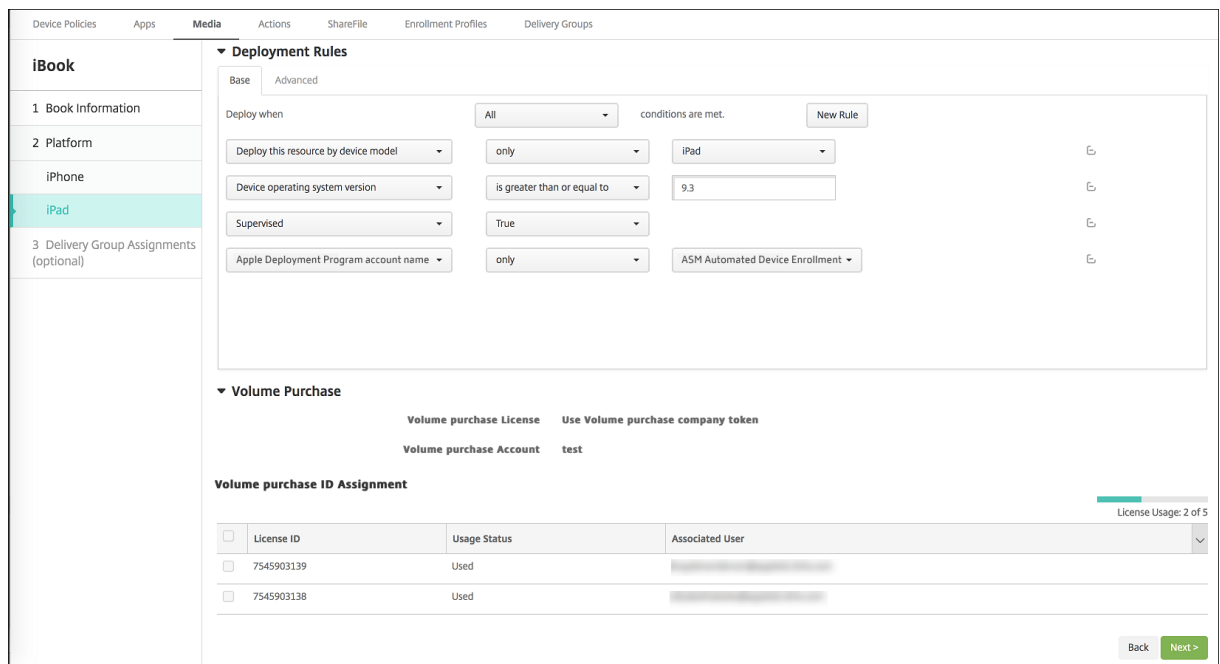 Device Policies Apps Media Actions ShareFile Enrollment Profiles Delivery Groups
iBook
1 Book Information
2 Platform
iPhone
iPad
3 Delivery Group Assignments
(optional)
Deployment Rules
Base Advanced
Deploy when All conditions are met. New Rule
Deploy this resource by device model only iPad
Device operating system version is greater than or equal to 9.3
Supervised True
Apple Deployment Program account name only ASM Automated Device Enrollment
Volume Purchase
Volume purchase License Use Volume purchase company token
Volume purchase Account test
Volume purchase ID Assignment
License Usage: 2 of 5
License ID Usage Status Associated User
7545903139 Used
7545903138 Used
Back Next >